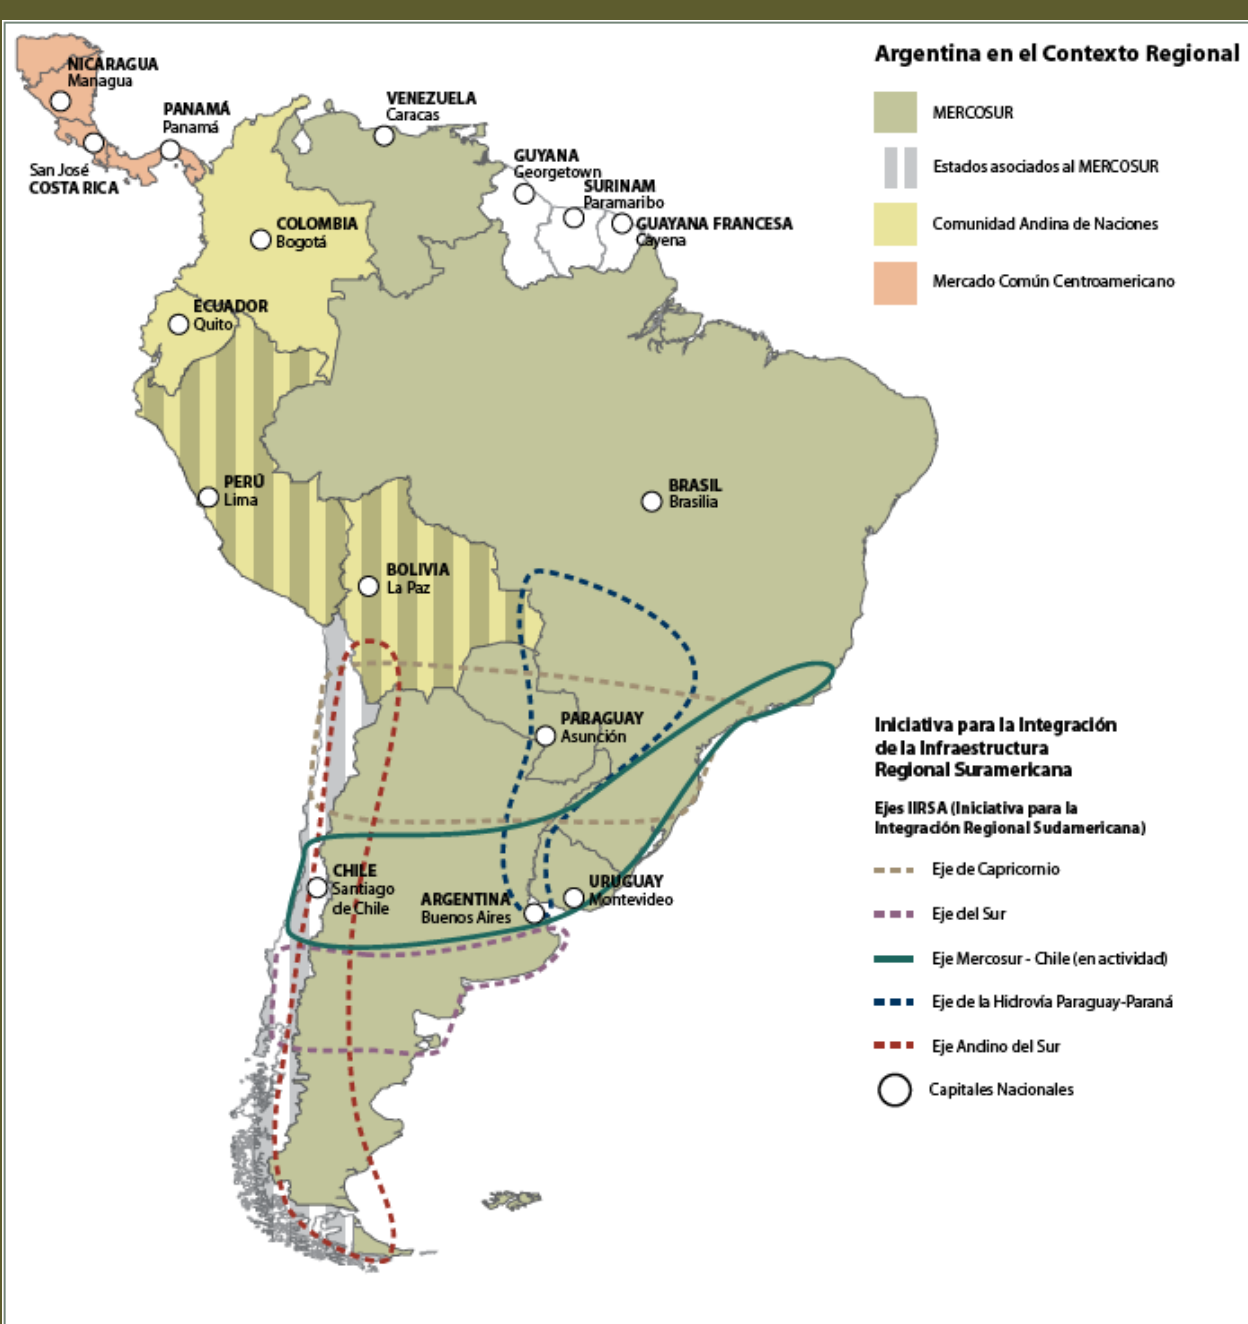 NICARAGUA
Managua
PANAMÁ
Panamá
San José
COSTA RICA
VENEZUELA
Caracas
GUYANA
Georgetown
SURINAM
Paramaribo
GUAYANA FRANCESA
Cayena
COLOMBIA
Bogotá
ECUADOR
Quito
PERÚ
Lima
BRASIL
Brasilia
BOLIVIA
La Paz
PARAGUAY
Asunción
CHILE
Santiago
de Chile
ARGENTINA
Buenos Aires
URUGUAY
Montevideo
Argentina en el Contexto Regional
MERCOSUR
Estados asociados al MERCOSUR
Comunidad Andina de Naciones
Mercado Común Centroamericano
Iniciativa para la Integración
de la Infraestructura
Regional Suramericana
Ejes IIRSA (Iniciativa para la
Integración Regional Sudamericana)
Eje de Capricornio
Eje del Sur
Eje Mercosur - Chile (en actividad)
Eje de la Hidrovía Paraguay-Paraná
Eje Andino del Sur
Capitales Nacionales